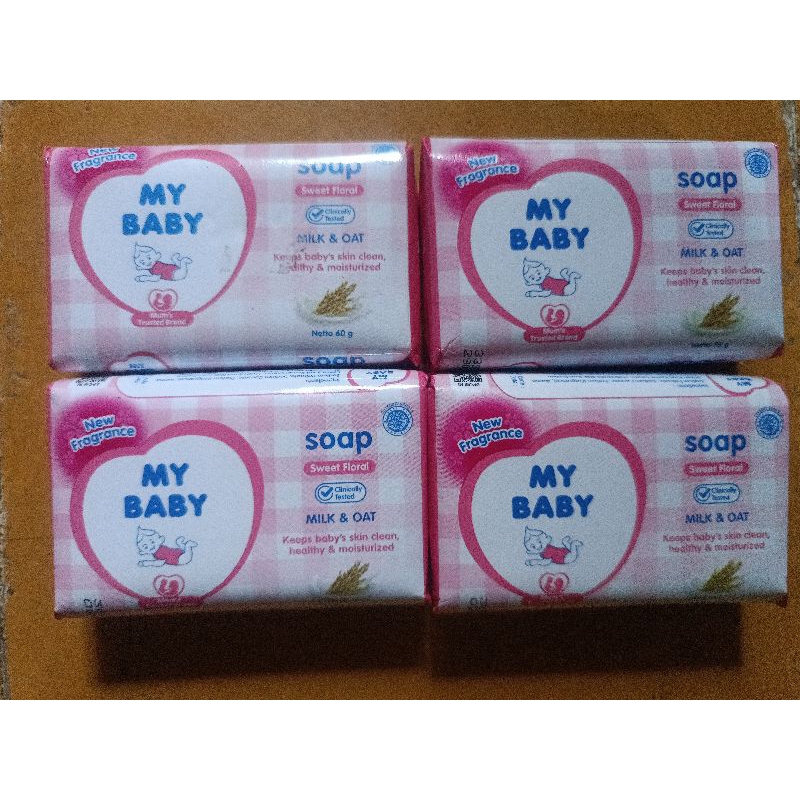 New
Fragrance
MY
BABY
Mum's
Trusted Brand
soap
Sweet Floral
Clinically
Tested
MILK & OAT
Keeps baby's skin clean,
healthy & moisturized
Netto 60 g
New
Fragrance
MY
BABY
Mum's
Trusted Brand
soap
Sweet Floral
Clinically
Tested
MILK & OAT
Keeps baby's skin clean,
healthy & moisturized
New
Fragrance
MY
BABY
soap
Sweet Floral
Clinically
Tested
MILK & OAT
Keeps baby's skin clean,
healthy & moisturized
New
Fragrance
MY
BABY
soap
Sweet Floral
Clinically
Tested
MILK & OAT
Keeps baby's skin clean,
healthy & moisturized